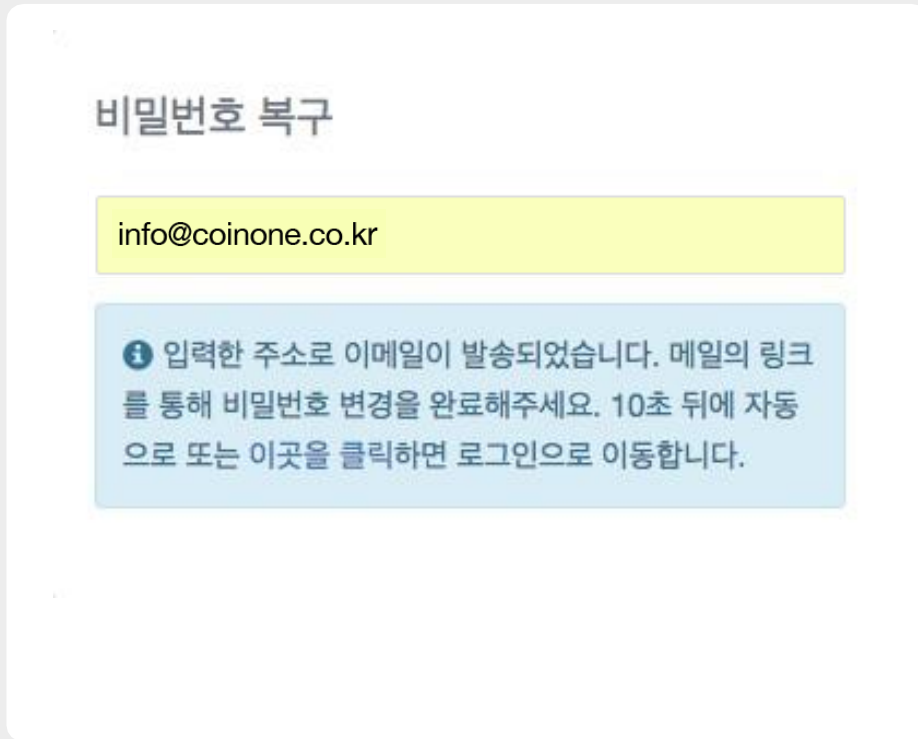 비밀번호 복구
info@coinone.co.kr
입력한 주소로 이메일이 발송되었습니다. 메일의 링크
를 통해 비밀번호 변경을 완료해주세요. 10초 뒤에 자동
으로 또는 이곳을 클릭하면 로그인으로 이동합니다.